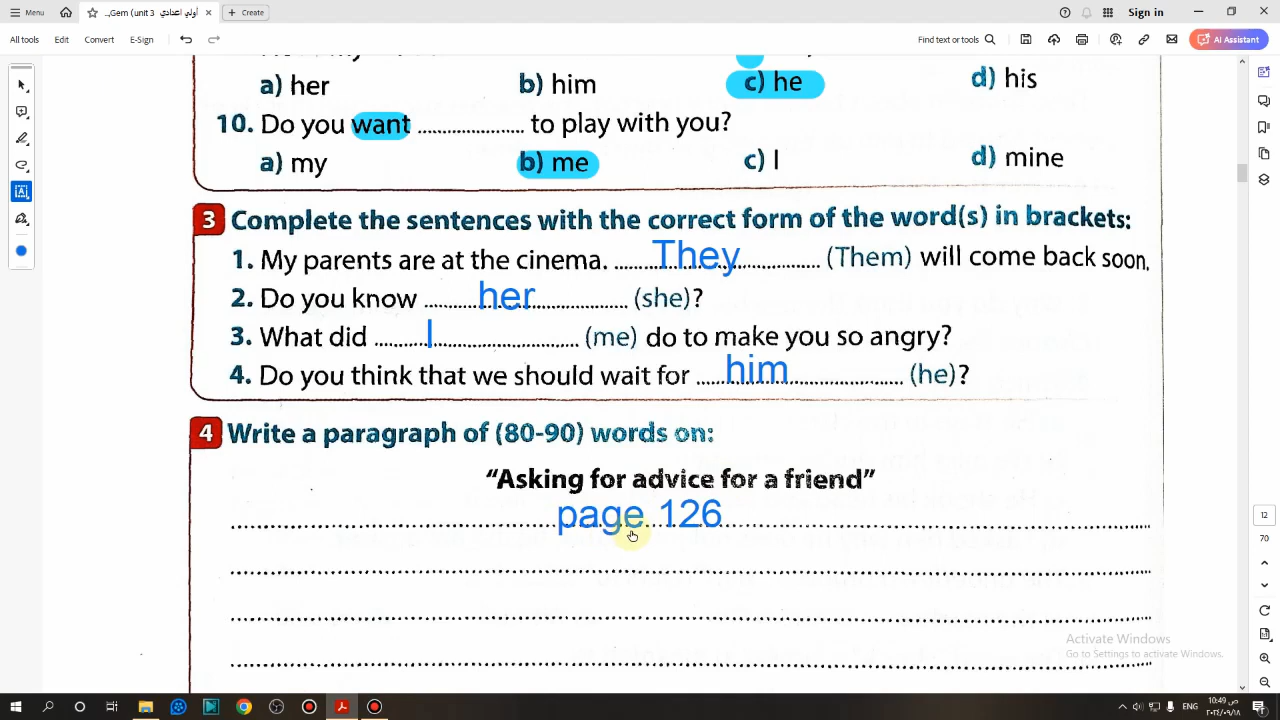 Menu
☆ ...Gem (unit 3 أولي اعدادي ×
+ Create
Sign in
All tools Edit Convert E-Sign
Find text or tools
AI Assistant
a) her b) him c) he d) his
10. Do you want .................... to play with you?
a) my b) me c) I d) mine
3 Complete the sentences with the correct form of the word(s) in brackets:
1. My parents are at the cinema. ........They........ (Them) will come back soon.
2. Do you know ........her........ (she)?
3. What did ........I........ (me) do to make you so angry?
4. Do you think that we should wait for ........him........ (he)?
4 Write a paragraph of (80-90) words on:
"Asking for advice for a friend"
page 126
12
70
Activate Windows
Go to Settings to activate Windows.
10:49 ص